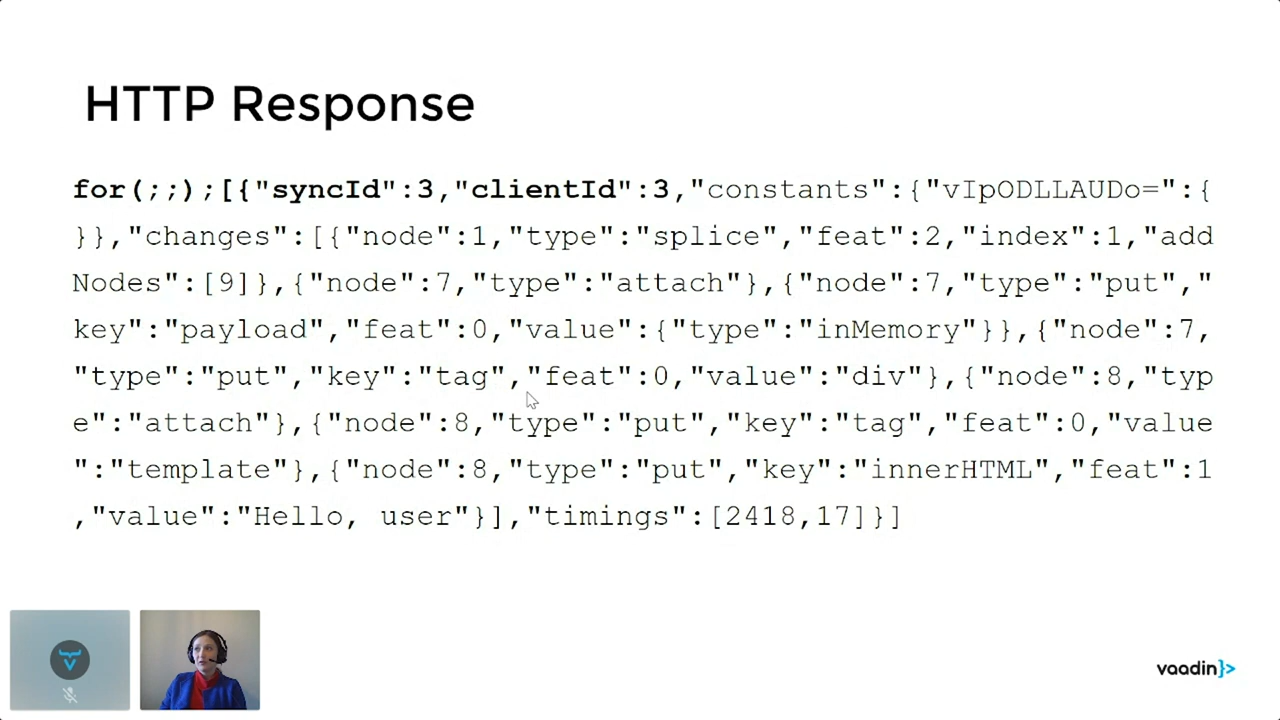 HTTP Response
for(;;);[{"syncId":3,"clientId":3,"constants":{"vIpODLLAUDo=":{
}},"changes":[{"node":1,"type":"splice","feat":2,"index":1,"add
Nodes":[9]},{"node":7,"type":"attach"},{"node":7,"type":"put","
key":"payload","feat":0,"value":{"type":"inMemory"}},{"node":7,
"type":"put","key":"tag","feat":0,"value":"div"},{"node":8,"typ
e":"attach"},{"node":8,"type":"put","key":"tag","feat":0,"value
":"template"},{"node":8,"type":"put","key":"innerHTML","feat":1
,"value":"Hello, user"}],"timings":[2418,17]}]
vaadin}>